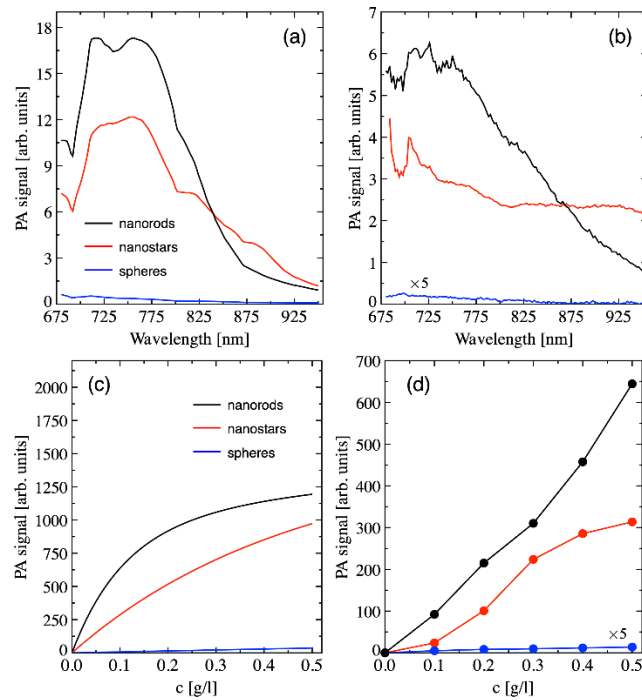 (a)
PA signal [arb. units]
18
15
12
9
6
3
0
nanorods
nanostars
spheres
675 725 775 825 875 925
Wavelength [nm]
(b)
PA signal [arb. units]
7
6
5
4
3
2
1
0
×5
675 725 775 825 875 925
Wavelength [nm]
(c)
PA signal [arb. units]
2000
1750
1500
1250
1000
750
500
250
0
nanorods
nanostars
spheres
0.0 0.1 0.2 0.3 0.4 0.5
c [g/l]
(d)
PA signal [arb. units]
700
600
500
400
300
200
100
0
×5
0.0 0.1 0.2 0.3 0.4 0.5
c [g/l]